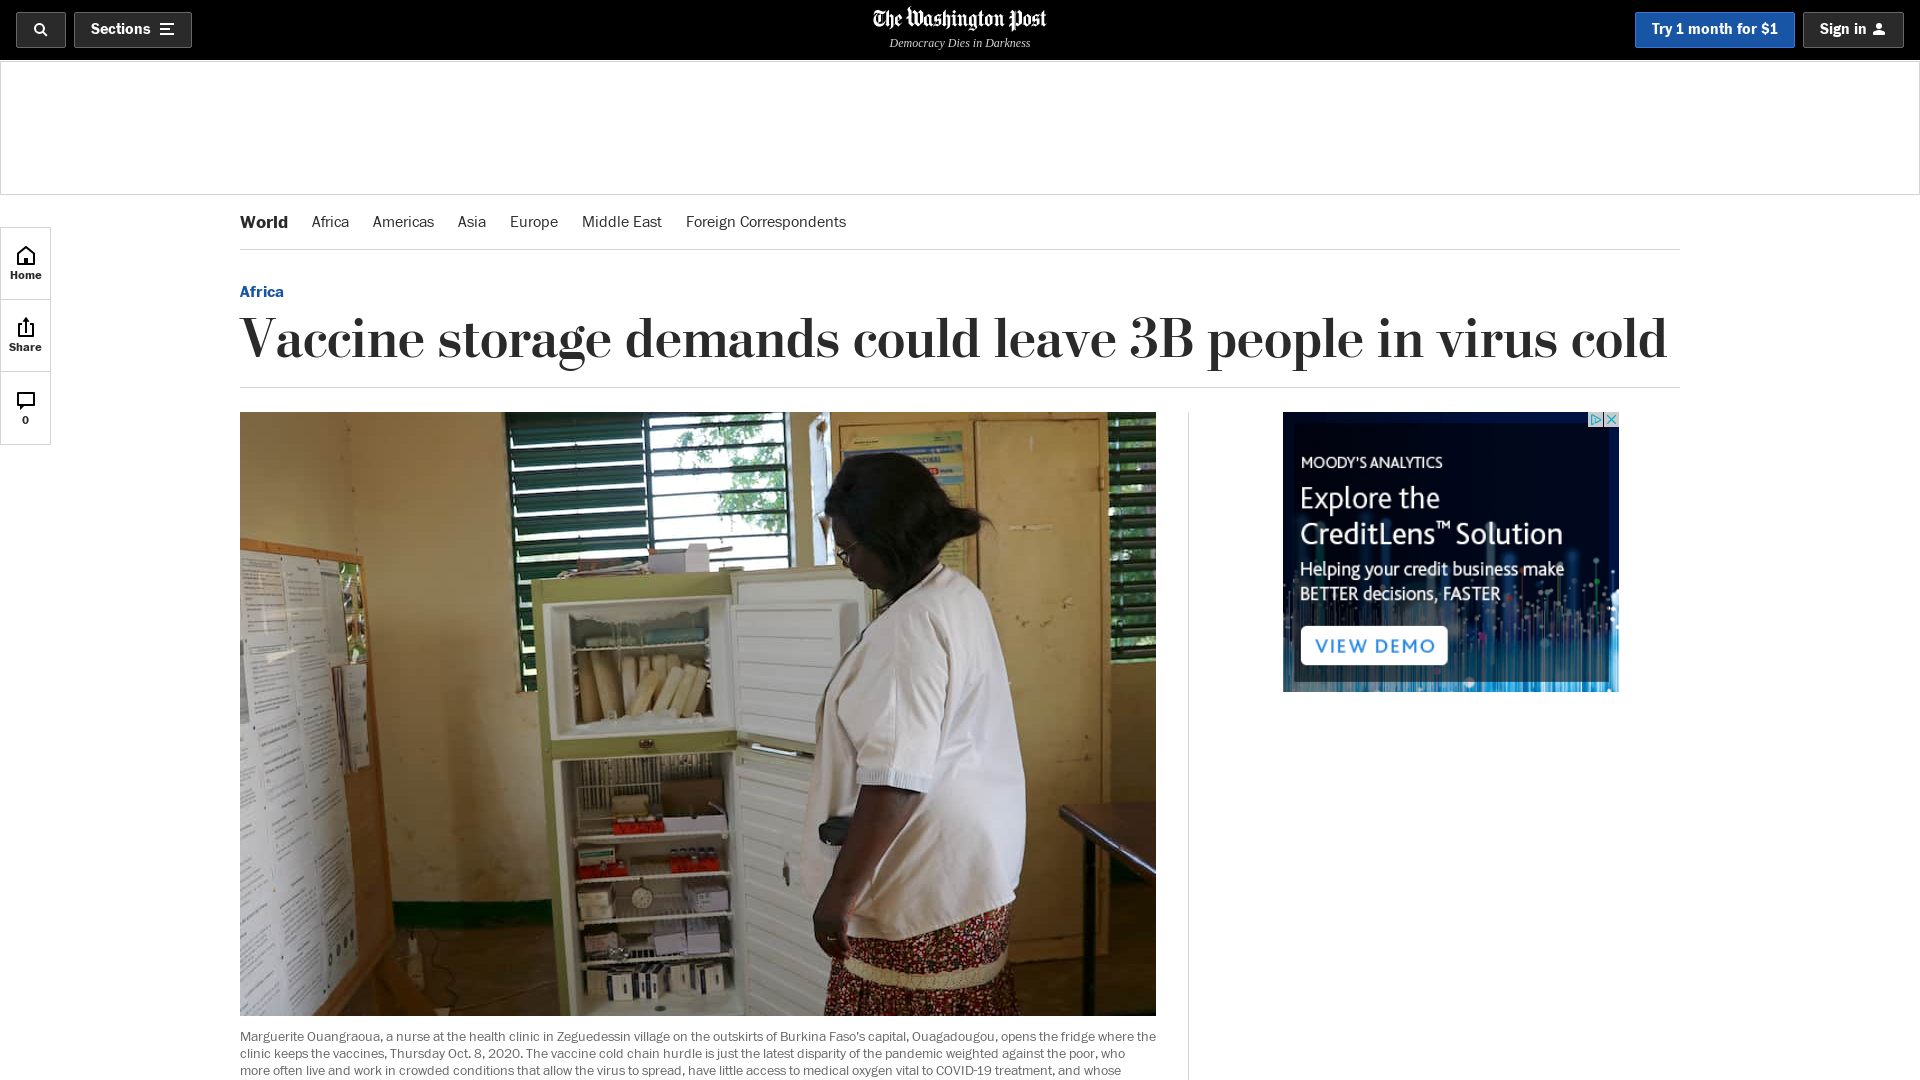 Sections
The Washington Post
Democracy Dies in Darkness
Try 1 month for $1
Sign in
World
Africa
Americas
Asia
Europe
Middle East
Foreign Correspondents
Home
Share
0
Africa
Vaccine storage demands could leave 3B people in virus cold
MOODY'S ANALYTICS
Explore the
CreditLens™ Solution
Helping your credit business make
BETTER decisions, FASTER
VIEW DEMO
Marguerite Ouangraoua, a nurse at the health clinic in Zeguedessin village on the outskirts of Burkina Faso's capital, Ouagadougou, opens the fridge where the
clinic keeps the vaccines, Thursday Oct. 8, 2020. The vaccine cold chain hurdle is just the latest disparity of the pandemic weighted against the poor, who
more often live and work in crowded conditions that allow the virus to spread, have little access to medical oxygen vital to COVID-19 treatment, and whose